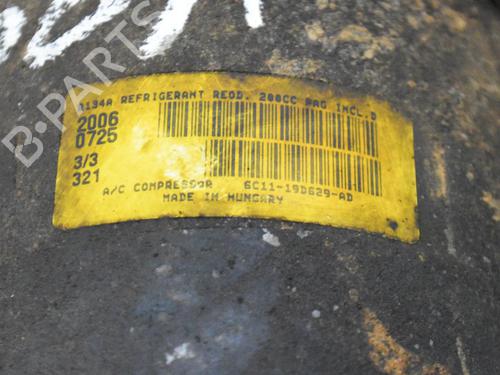 B-PARTS
R134A REFRIGERANT REQD. 200CC PAG INCL.D
2006
0725
3/3
321
A/C COMPRESSOR 6C11-19D629-AD
MADE IN HUNGARY